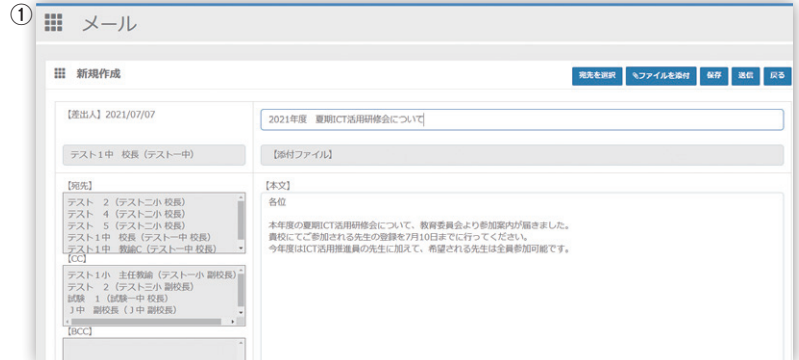 ①
メール
新規作成
宛先を選択 ファイルを添付 保存 送信 戻る
【差出人】2021/07/07
2021年度 夏期ICT活用研修会について
テスト1中 校長（テスト一中）
【添付ファイル】
【宛先】
テスト 2（テスト二小 校長）
テスト 4（テスト二小 校長）
テスト 5（テスト二小 校長）
テスト1中 校長（テスト一中 校長）
テスト1中 教諭C（テスト一中 校長）
【本文】
各位
本年度の夏期ICT活用研修会について、教育委員会より参加案内が届きました。
貴校にてご参加される先生の登録を7月10日までに行ってください。
今年度はICT活用推進員の先生に加えて、希望される先生は全員参加可能です。
[CC]
テスト1小 主任教諭（テスト一小 副校長）
テスト 2（テスト三小 副校長）
試験 1（試験一中 校長）
J中 副校長（J中 副校長）
[BCC]